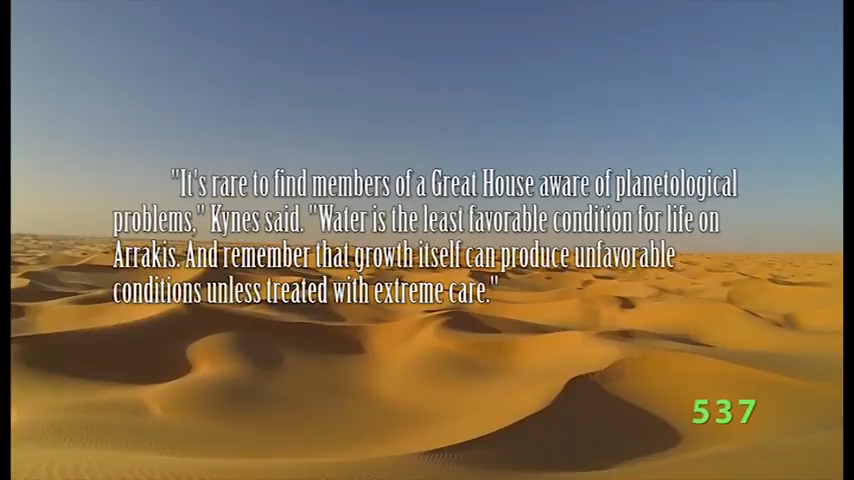 "It's rare to find members of a Great House aware of planetological
problems," Kynes said. "Water is the least favorable condition for life on
Arrakis. And remember that growth itself can produce unfavorable
conditions unless treated with extreme care."
537